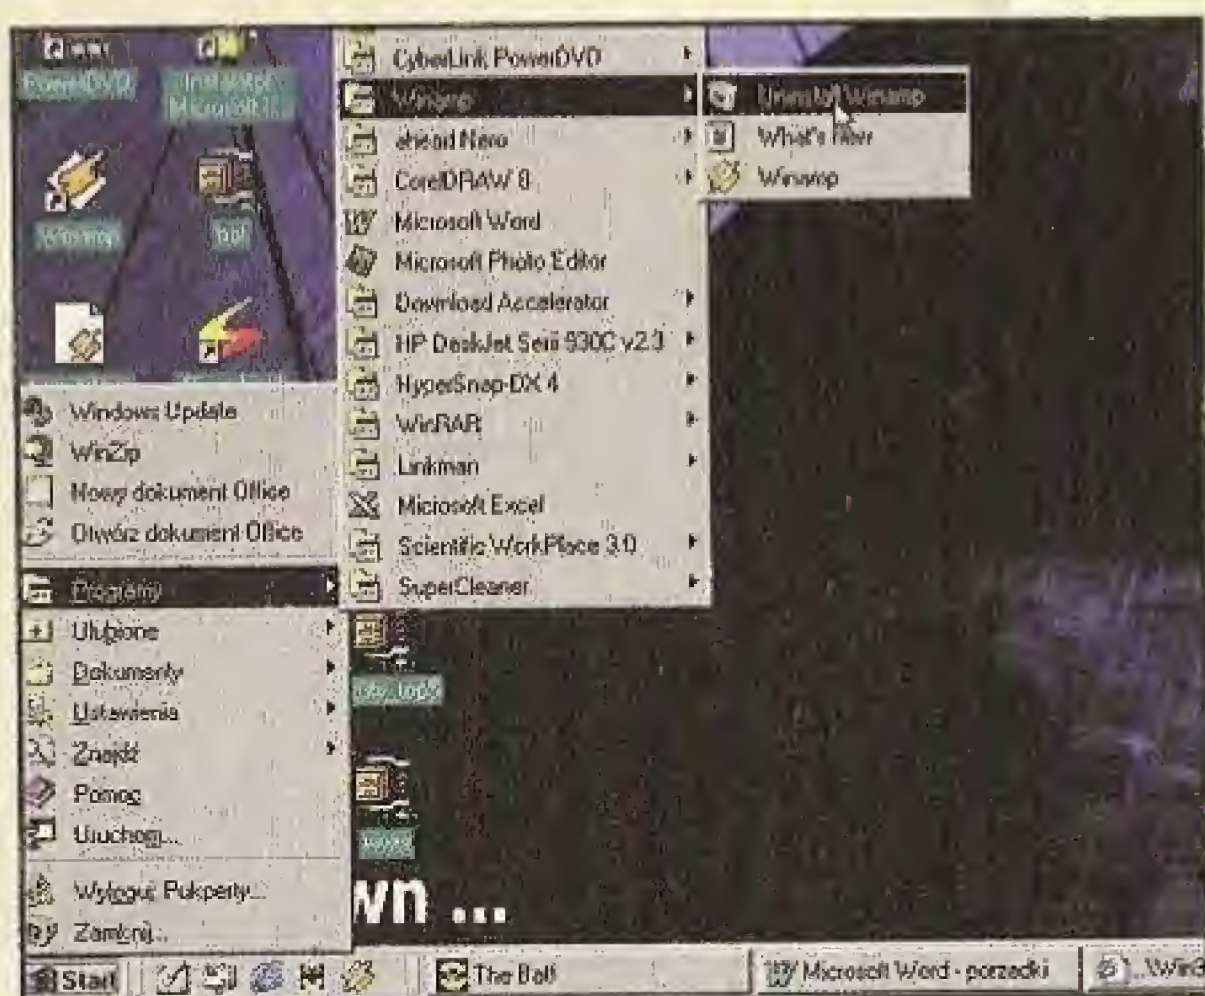 PowerDVD
Winamp
CyberLink PowerDVD
Winamp
ahead Nero
CorelDRAW 8
Microsoft Word
Microsoft Photo Editor
Download Accelerator
HP DeskJet Serii 930C v2.3
HyperSnap-DX 4
WinRAR
Linkman
Microsoft Excel
Scientific WorkPlace 3.0
SuperCleaner
Uninstall Winamp
What's new
Winamp
Windows Update
WinZip
Nowy dokument Office
Otwórz dokument Office
Programy
Ulubione
Dokumenty
Ustawienia
Znajdź
Pomoc
Uruchom...
Wyloguj Pukperty...
Zamknij...
wn ...
Start
The Ball
Microsoft Word - porzadki